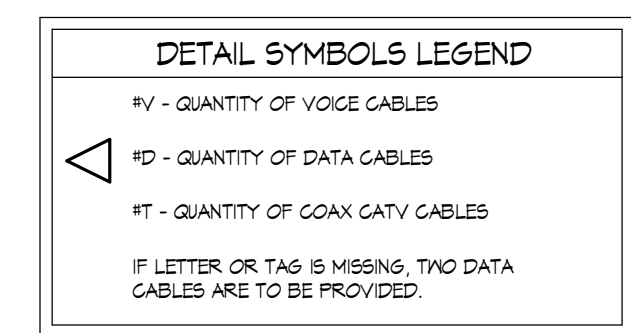 DETAIL SYMBOLS LEGEND
#V - QUANTITY OF VOICE CABLES
#D - QUANTITY OF DATA CABLES
#T - QUANTITY OF COAX CATV CABLES
IF LETTER OR TAG IS MISSING, TWO DATA
CABLES ARE TO BE PROVIDED.